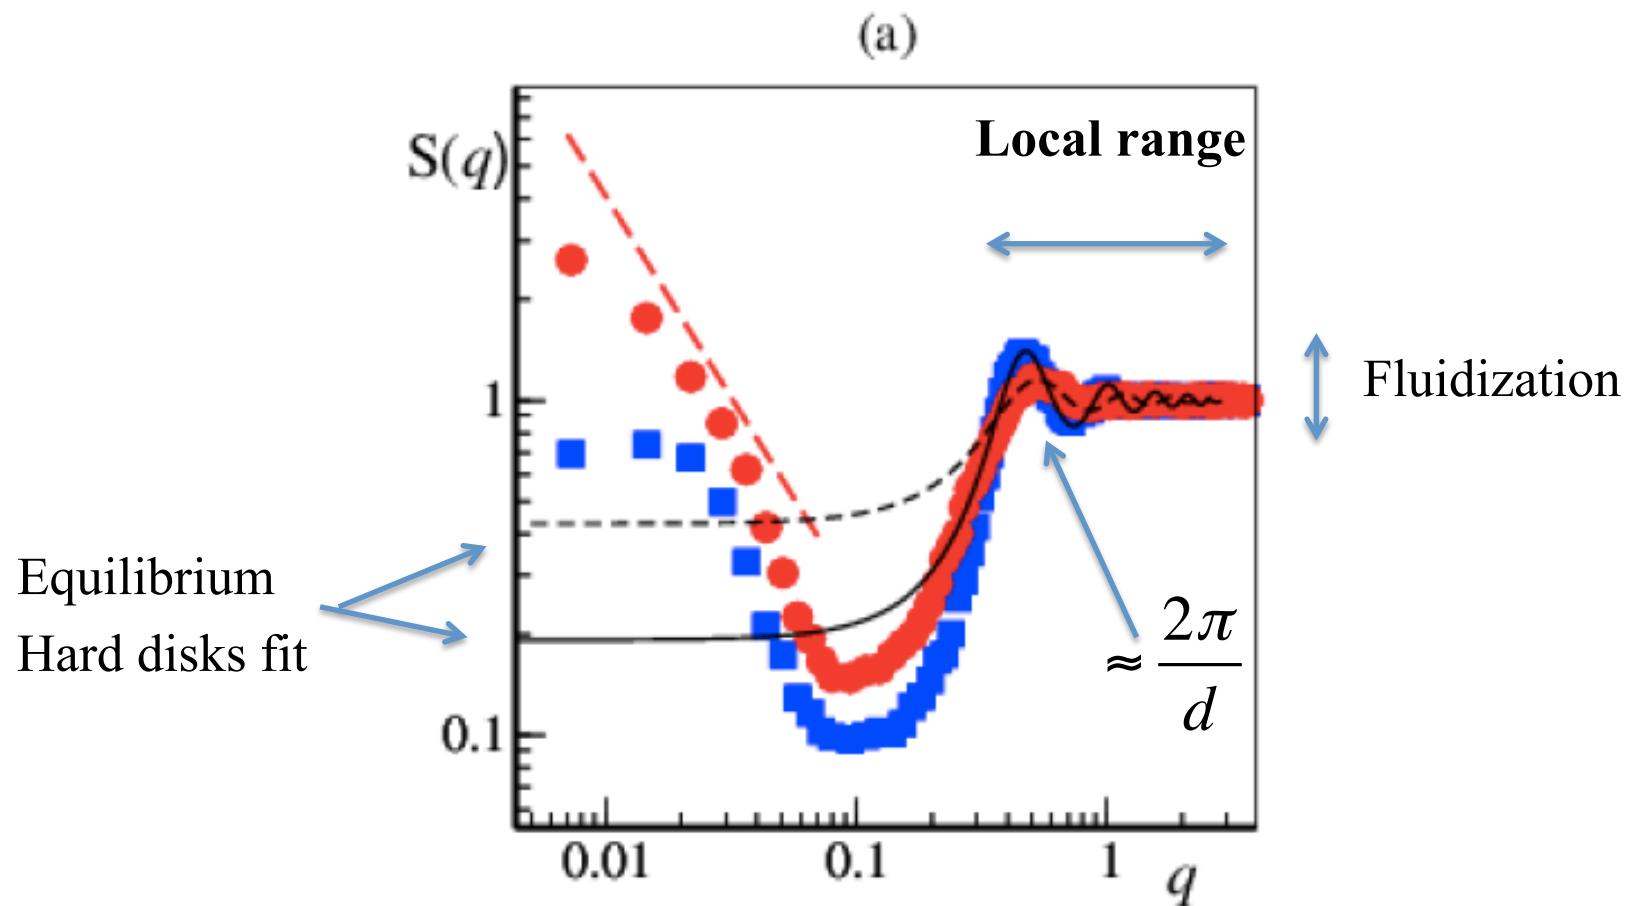 (a)
S(q)
Local range
1
Fluidization
Equilibrium
Hard disks fit
≈ 2π/d
0.1
0.01 0.1 1 q